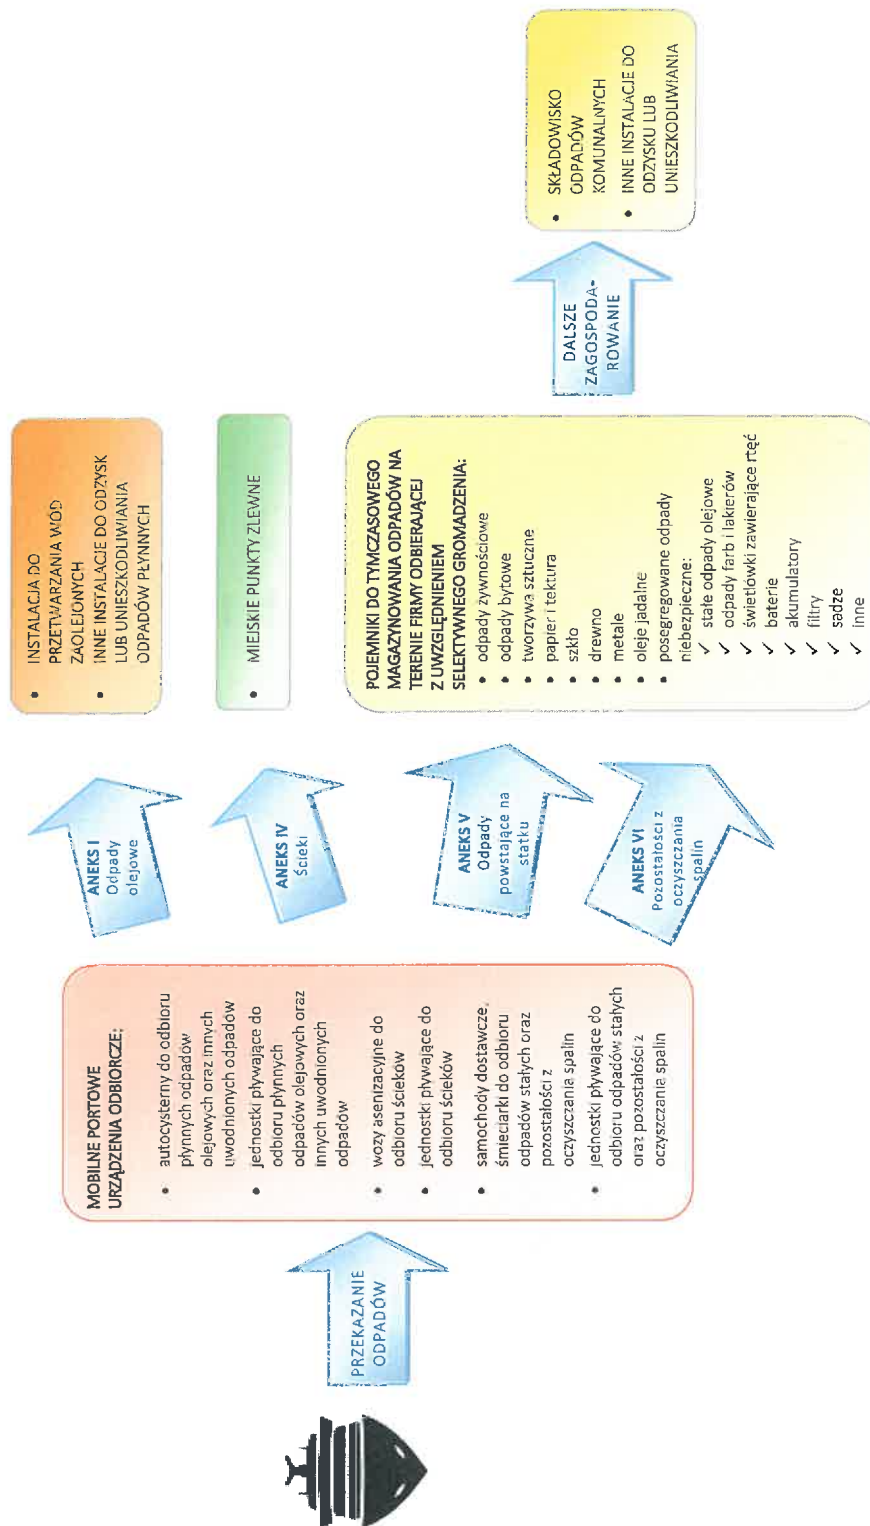 PRZEKAZANIE
ODPADÓW
MOBILNE PORTOWE
URZĄDZENIA ODBIORCZE:
• autocysterny do odbioru
płynnych odpadów
olejowych oraz innych
uwodnionych odpadów
• jednostki pływające do
odbioru płynnych
odpadów olejowych oraz
innych uwodnionych
odpadów
• wozy asenizacyjne do
odbioru ścieków
• jednostki pływające do
odbioru ścieków
• samochody dostawcze,
śmieciarki do odbioru
odpadów stałych oraz
pozostałości z
oczyszczania spalin
• jednostki pływające do
odbioru odpadów stałych
oraz pozostałości z
oczyszczania spalin
ANEKS I
Odpady
olejowe
ANEKS IV
Ścieki
ANEKS V
Odpady
powstające na
statku
ANEKS VI
Pozostałości z
oczyszczania
spalin
• INSTALACJA DO
PRZETWARZANIA WÓD
ZAOLEJONYCH
• INNE INSTALACJE DO ODZYSK
LUB UNIESZKODLIWIANIA
ODPADÓW PŁYNNYCH
• MIEJSKIE PUNKTY ZLEWNE
POJEMNIKI DO TYMCZASOWEGO
MAGAZYNOWANIA ODPADÓW NA
TERENIE FIRMY ODBIERAJĄCEJ
Z UWZGLĘDNIENIEM
SELEKTYWNEGO GROMADZENIA:
• odpady żywnościowe
• odpady bytowe
• tworzywa sztuczne
• papier i tektura
• szkło
• drewno
• metale
• oleje jadalne
• posegregowane odpady
niebezpieczne:
✓ stałe odpady olejowe
✓ odpady farb i lakierów
✓ świetlówki zawierające rtęć
✓ baterie
✓ akumulatory
✓ filtry
✓ sadze
✓ inne
DALSZE
ZAGOSPODA-
ROWANIE
• SKŁADOWISKO
ODPADÓW
KOMUNALNYCH
• INNE INSTALACJE DO
ODZYSKU LUB
UNIESZKODLIWIANIA